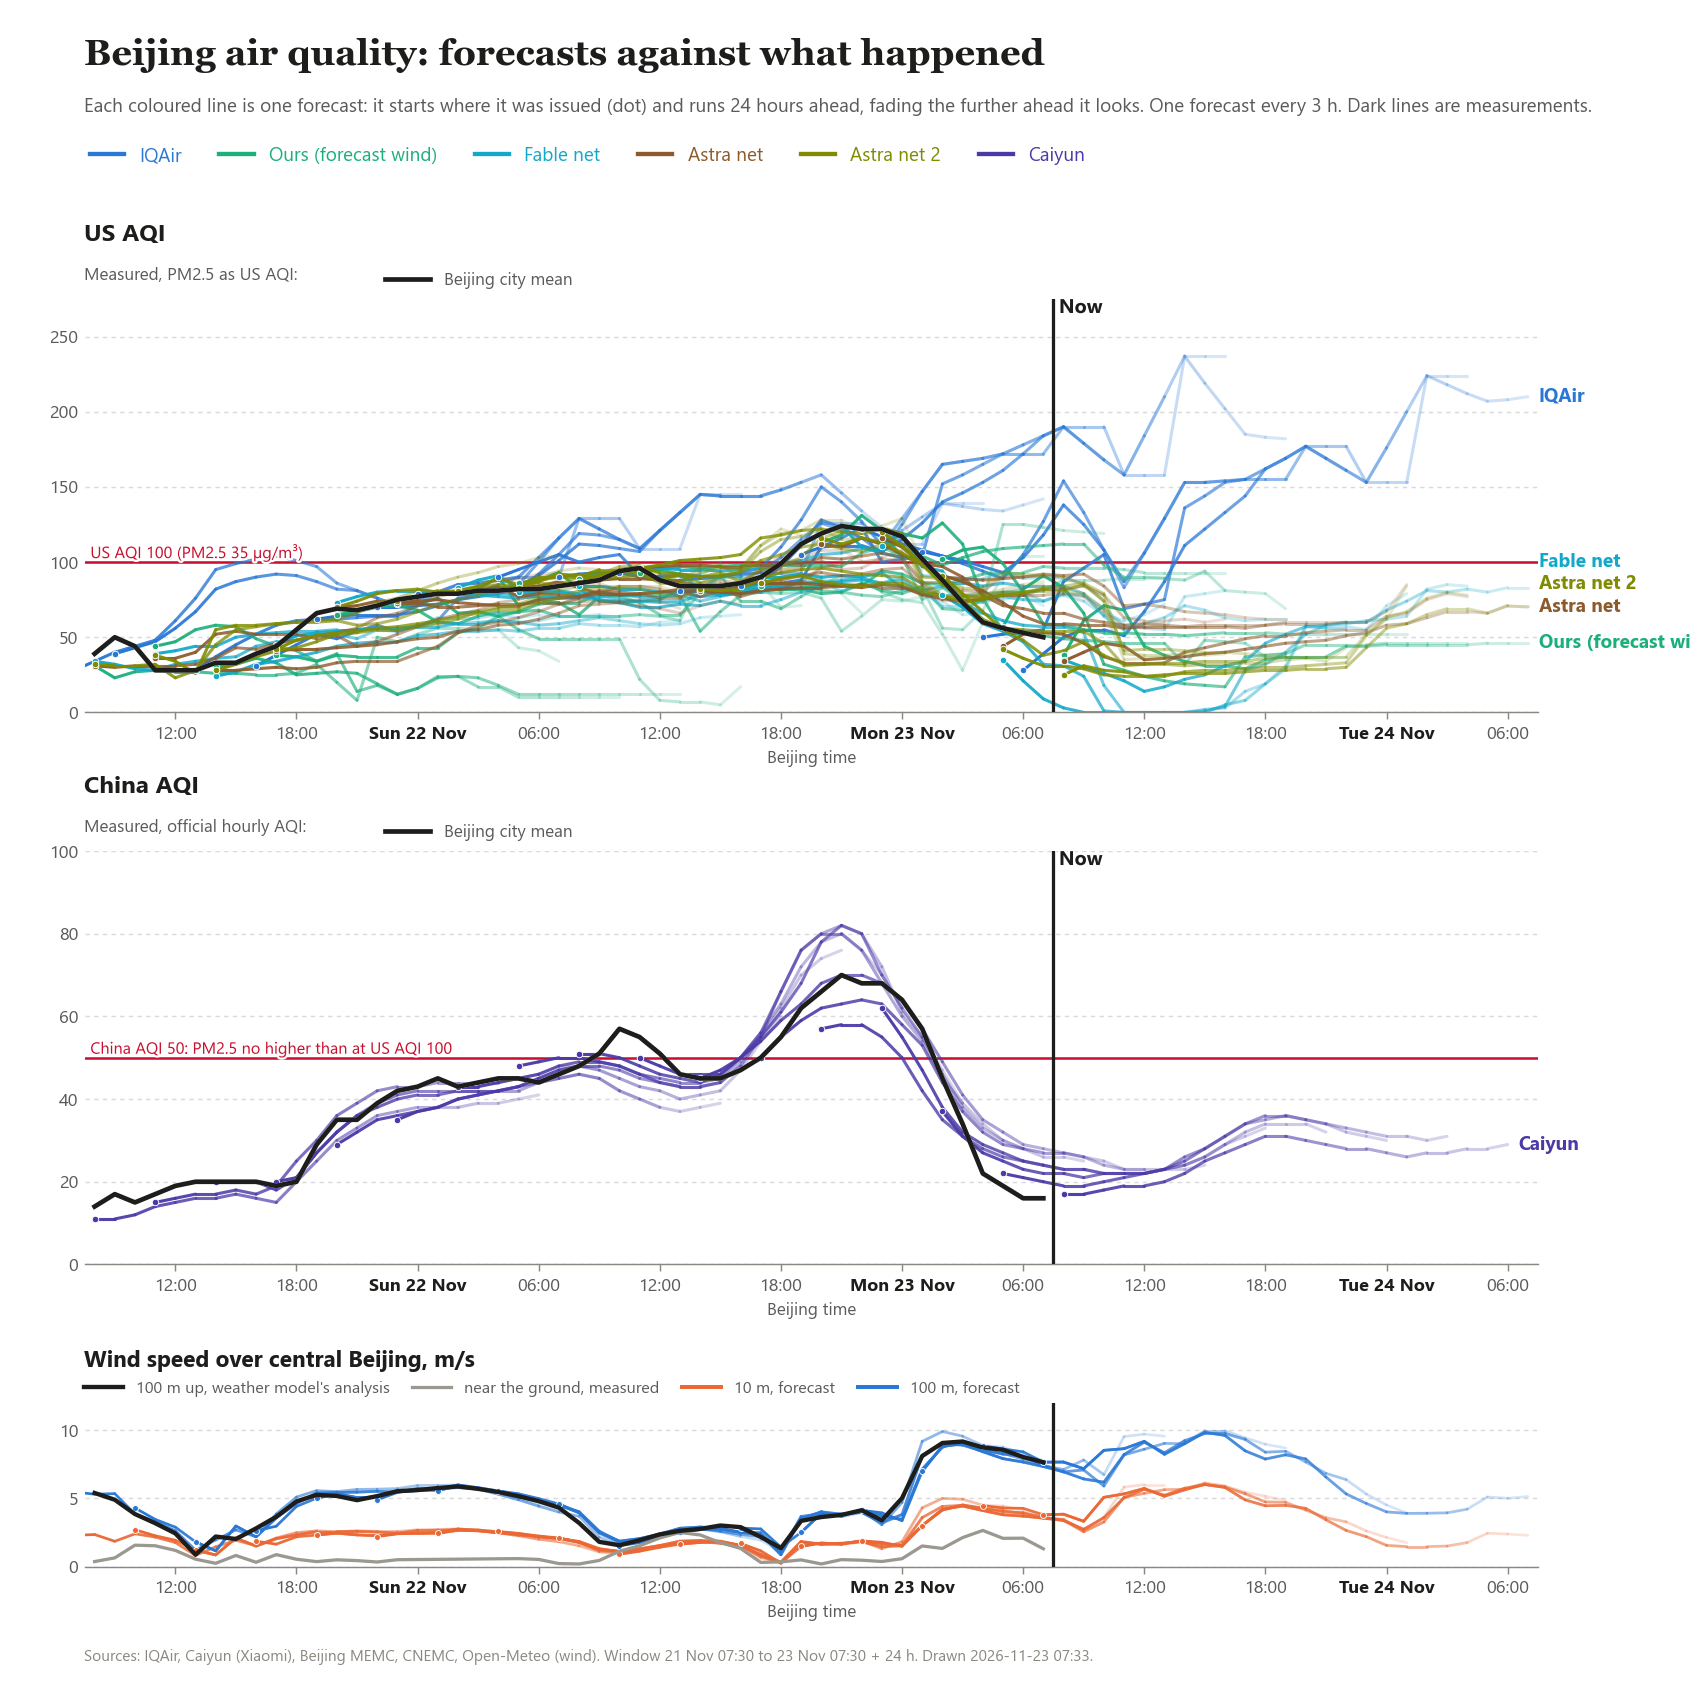 Beijing air quality: forecasts against what happened
Each coloured line is one forecast: it starts where it was issued (dot) and runs 24 hours ahead, fading the further ahead it looks. One forecast every 3 h. Dark lines are measurements.
IQAir Ours (forecast wind) Fable net Astra net Astra net 2 Caiyun
US AQI
Measured, PM2.5 as US AQI: Beijing city mean
Now
250
200
IQAir
150
US AQI 100 (PM2.5 35 µg/m³)
100
Fable net
Astra net 2
Astra net
50
Ours (forecast wi
0
12:00 18:00 Sun 22 Nov 06:00 12:00 18:00 Mon 23 Nov 06:00 12:00 18:00 Tue 24 Nov 06:00
Beijing time
China AQI
Measured, official hourly AQI: Beijing city mean
100
Now
80
60
China AQI 50: PM2.5 no higher than at US AQI 100
40
Caiyun
20
0
12:00 18:00 Sun 22 Nov 06:00 12:00 18:00 Mon 23 Nov 06:00 12:00 18:00 Tue 24 Nov 06:00
Beijing time
Wind speed over central Beijing, m/s
100 m up, weather model's analysis near the ground, measured 10 m, forecast 100 m, forecast
10
5
0
12:00 18:00 Sun 22 Nov 06:00 12:00 18:00 Mon 23 Nov 06:00 12:00 18:00 Tue 24 Nov 06:00
Beijing time
Sources: IQAir, Caiyun (Xiaomi), Beijing MEMC, CNEMC, Open-Meteo (wind). Window 21 Nov 07:30 to 23 Nov 07:30 + 24 h. Drawn 2026-11-23 07:33.